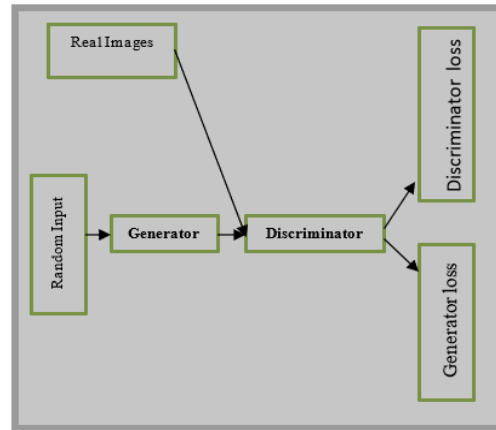 Real Images
Random Input
Generator
Discriminator
Discriminator loss
Generator loss